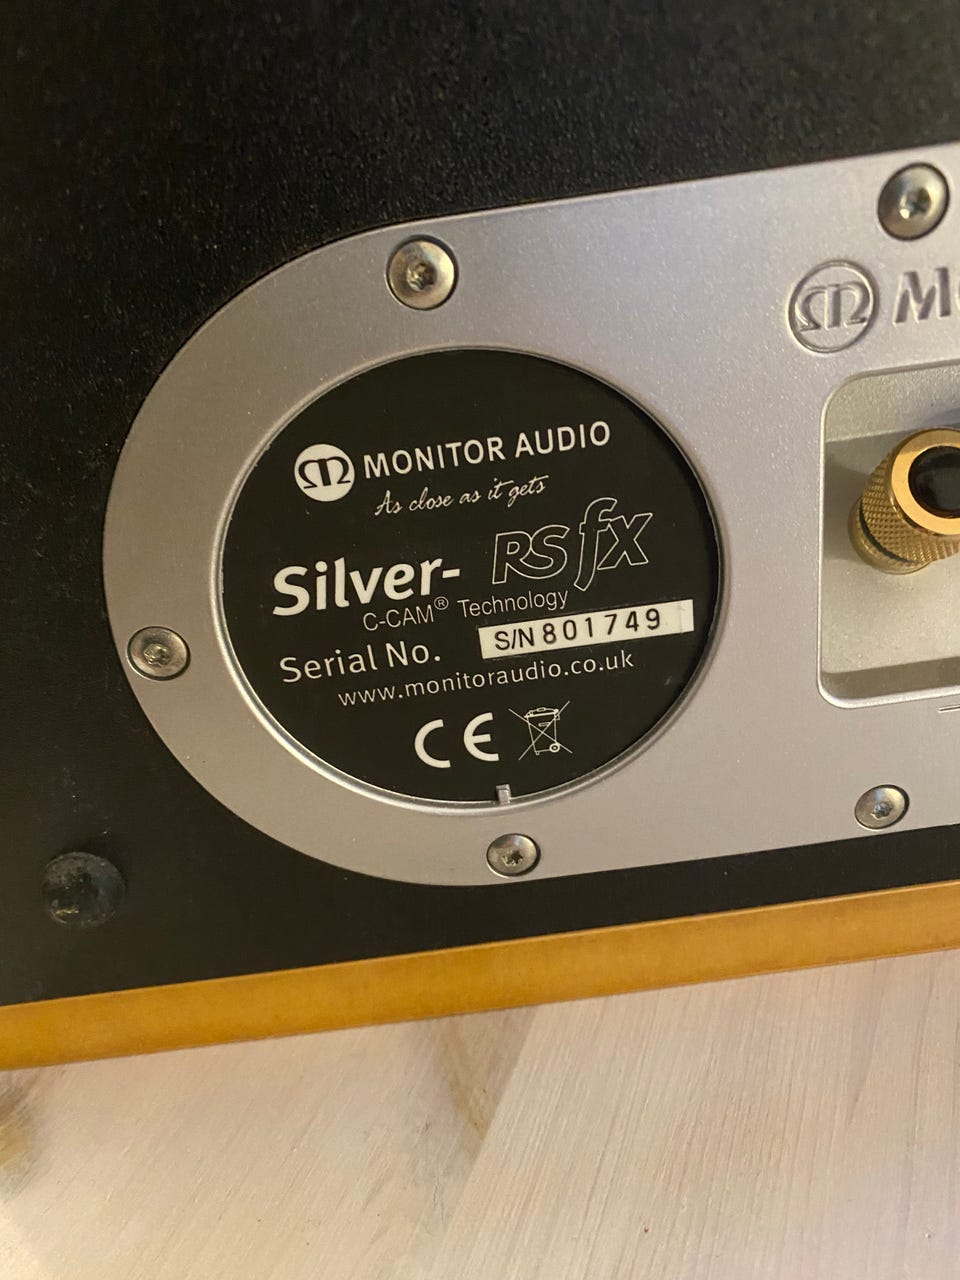 MONITOR AUDIO
As close as it gets
Silver- RS fx
C-CAM® Technology
Serial No. S/N 801749
www.monitoraudio.co.uk
CE